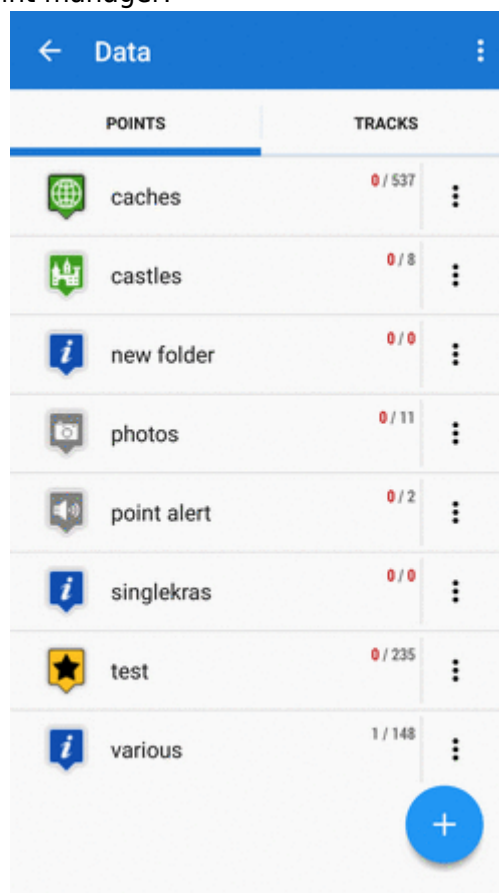 Data
POINTS TRACKS
caches 0 / 537
castles 0 / 8
new folder 0 / 0
photos 0 / 11
point alert 0 / 2
singlekras 0 / 0
test 0 / 235
various 1 / 148